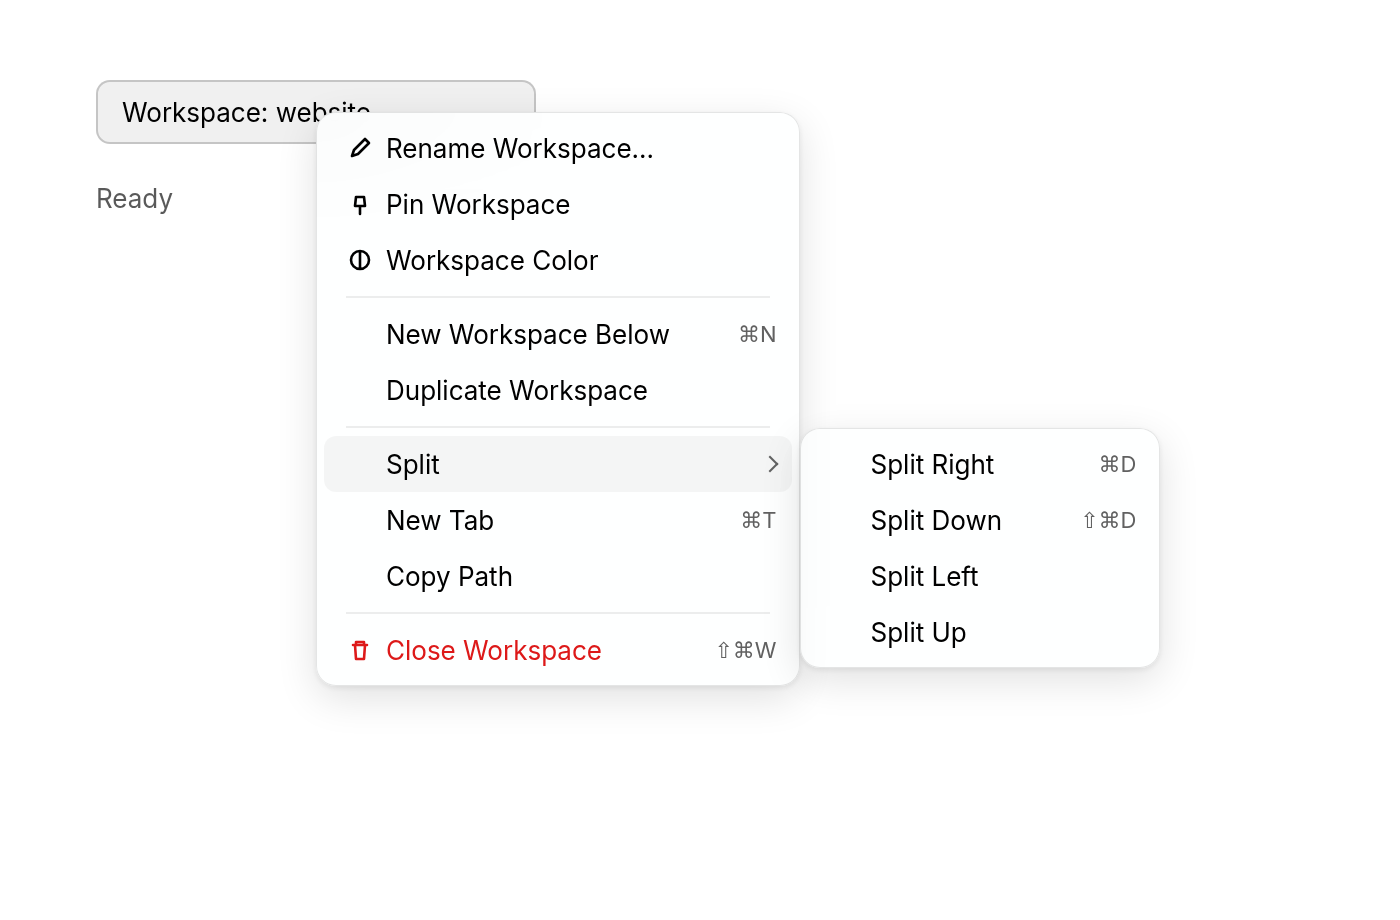 Workspace: website
Ready
Rename Workspace...
Pin Workspace
Workspace Color
New Workspace Below ⌘N
Duplicate Workspace
Split
New Tab ⌘T
Copy Path
Close Workspace ⇧⌘W
Split Right ⌘D
Split Down ⇧⌘D
Split Left
Split Up